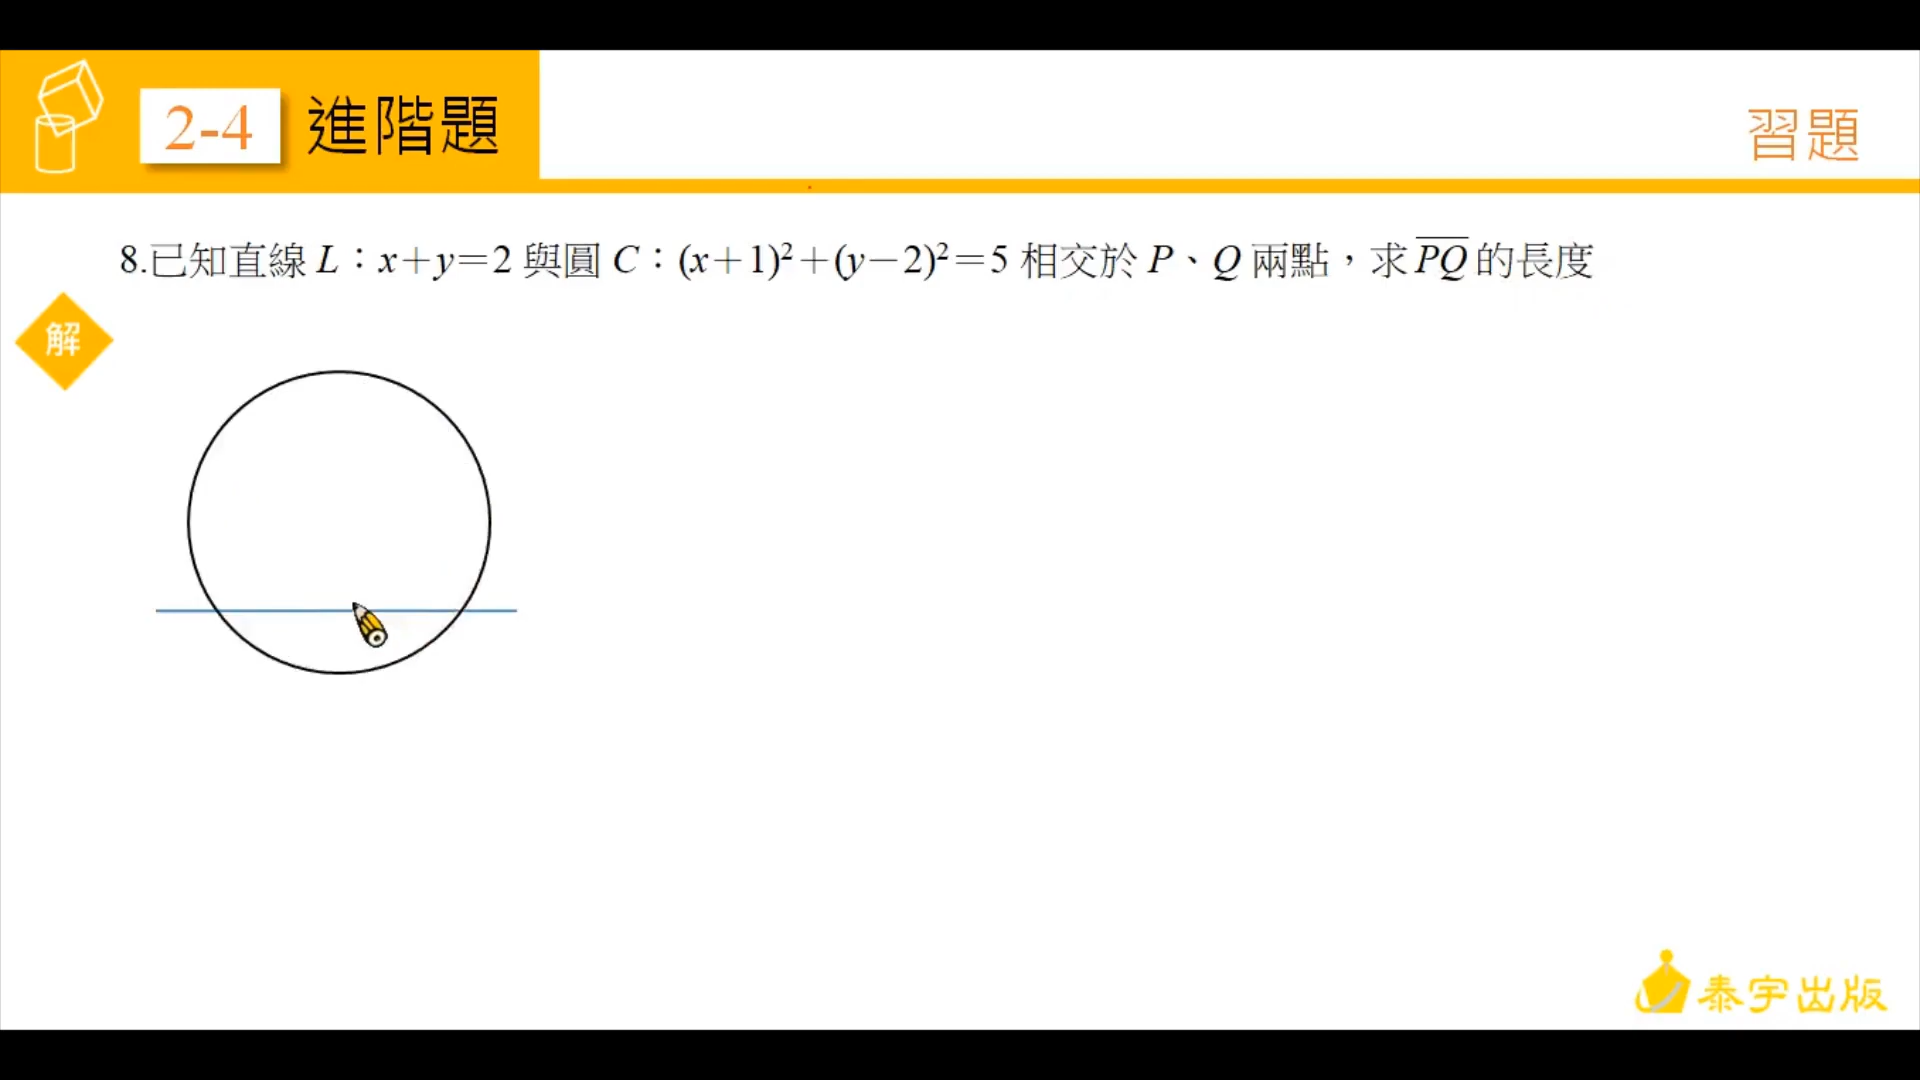 2-4 進階題
習題
8.已知直線 L：x＋y＝2 與圓 C：(x＋1)²＋(y－2)²＝5 相交於 P、Q 兩點，求 P̅Q̅ 的長度
解
泰宇出版